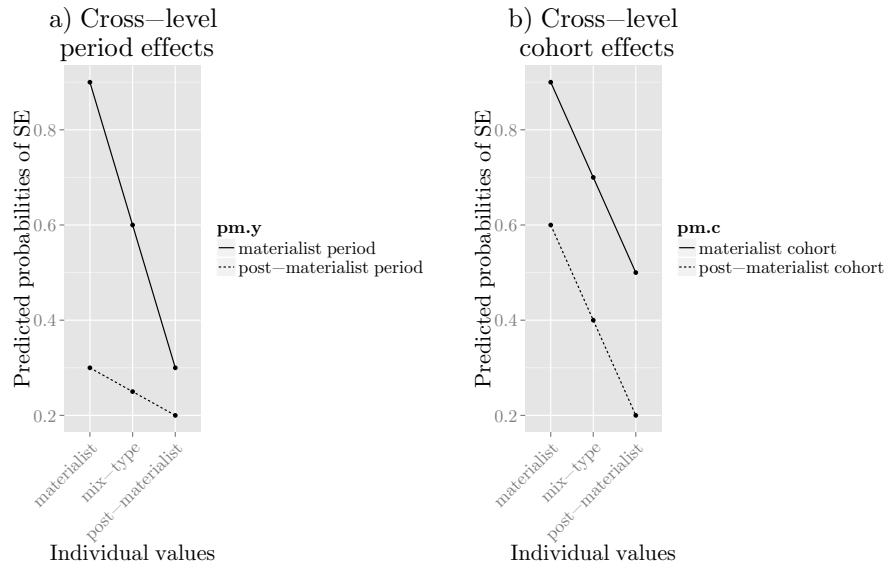 a) Cross−level
period effects
Predicted probabilities of SE
0.8
0.6
0.4
0.2
materialist
mix−type
post−materialist
Individual values
pm.y
materialist period
post−materialist period
b) Cross−level
cohort effects
Predicted probabilities of SE
0.8
0.6
0.4
0.2
materialist
mix−type
post−materialist
Individual values
pm.c
materialist cohort
post−materialist cohort